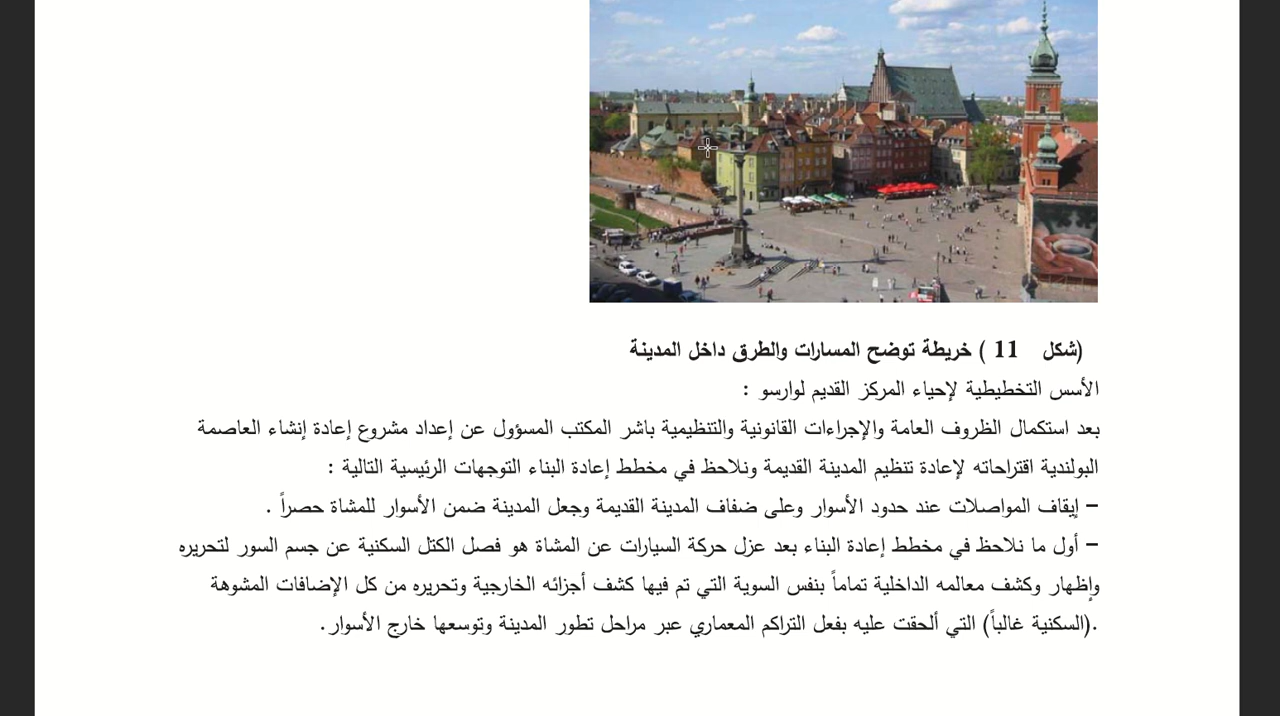 (شكل 11 ) خريطة توضح المسارات والطرق داخل المدينة
الأسس التخطيطية لإحياء المركز القديم لوارسو :
بعد استكمال الظروف العامة والإجراءات القانونية والتنظيمية باشر المكتب المسؤول عن إعداد مشروع إعادة إنشاء العاصمة
البولندية اقتراحاته لإعادة تنظيم المدينة القديمة ونلاحظ في مخطط إعادة البناء التوجهات الرئيسية التالية :
– إيقاف المواصلات عند حدود الأسوار وعلى ضفاف المدينة القديمة وجعل المدينة ضمن الأسوار للمشاة حصراً .
– أول ما نلاحظ في مخطط إعادة البناء بعد عزل حركة السيارات عن المشاة هو فصل الكتل السكنية عن جسم السور لتحريره
وإظهار وكشف معالمه الداخلية تماماً بنفس السوية التي تم فيها كشف أجزائه الخارجية وتحريره من كل الإضافات المشوهة
.(السكنية غالباً) التي ألحقت عليه بفعل التراكم المعماري عبر مراحل تطور المدينة وتوسعها خارج الأسوار.